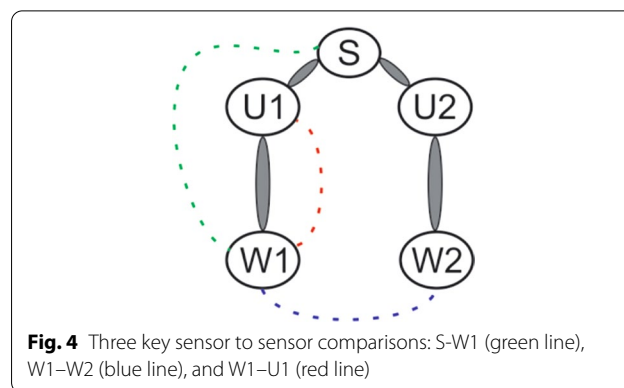 S
U1 U2
W1 W2
Fig. 4 Three key sensor to sensor comparisons: S-W1 (green line),
W1–W2 (blue line), and W1–U1 (red line)